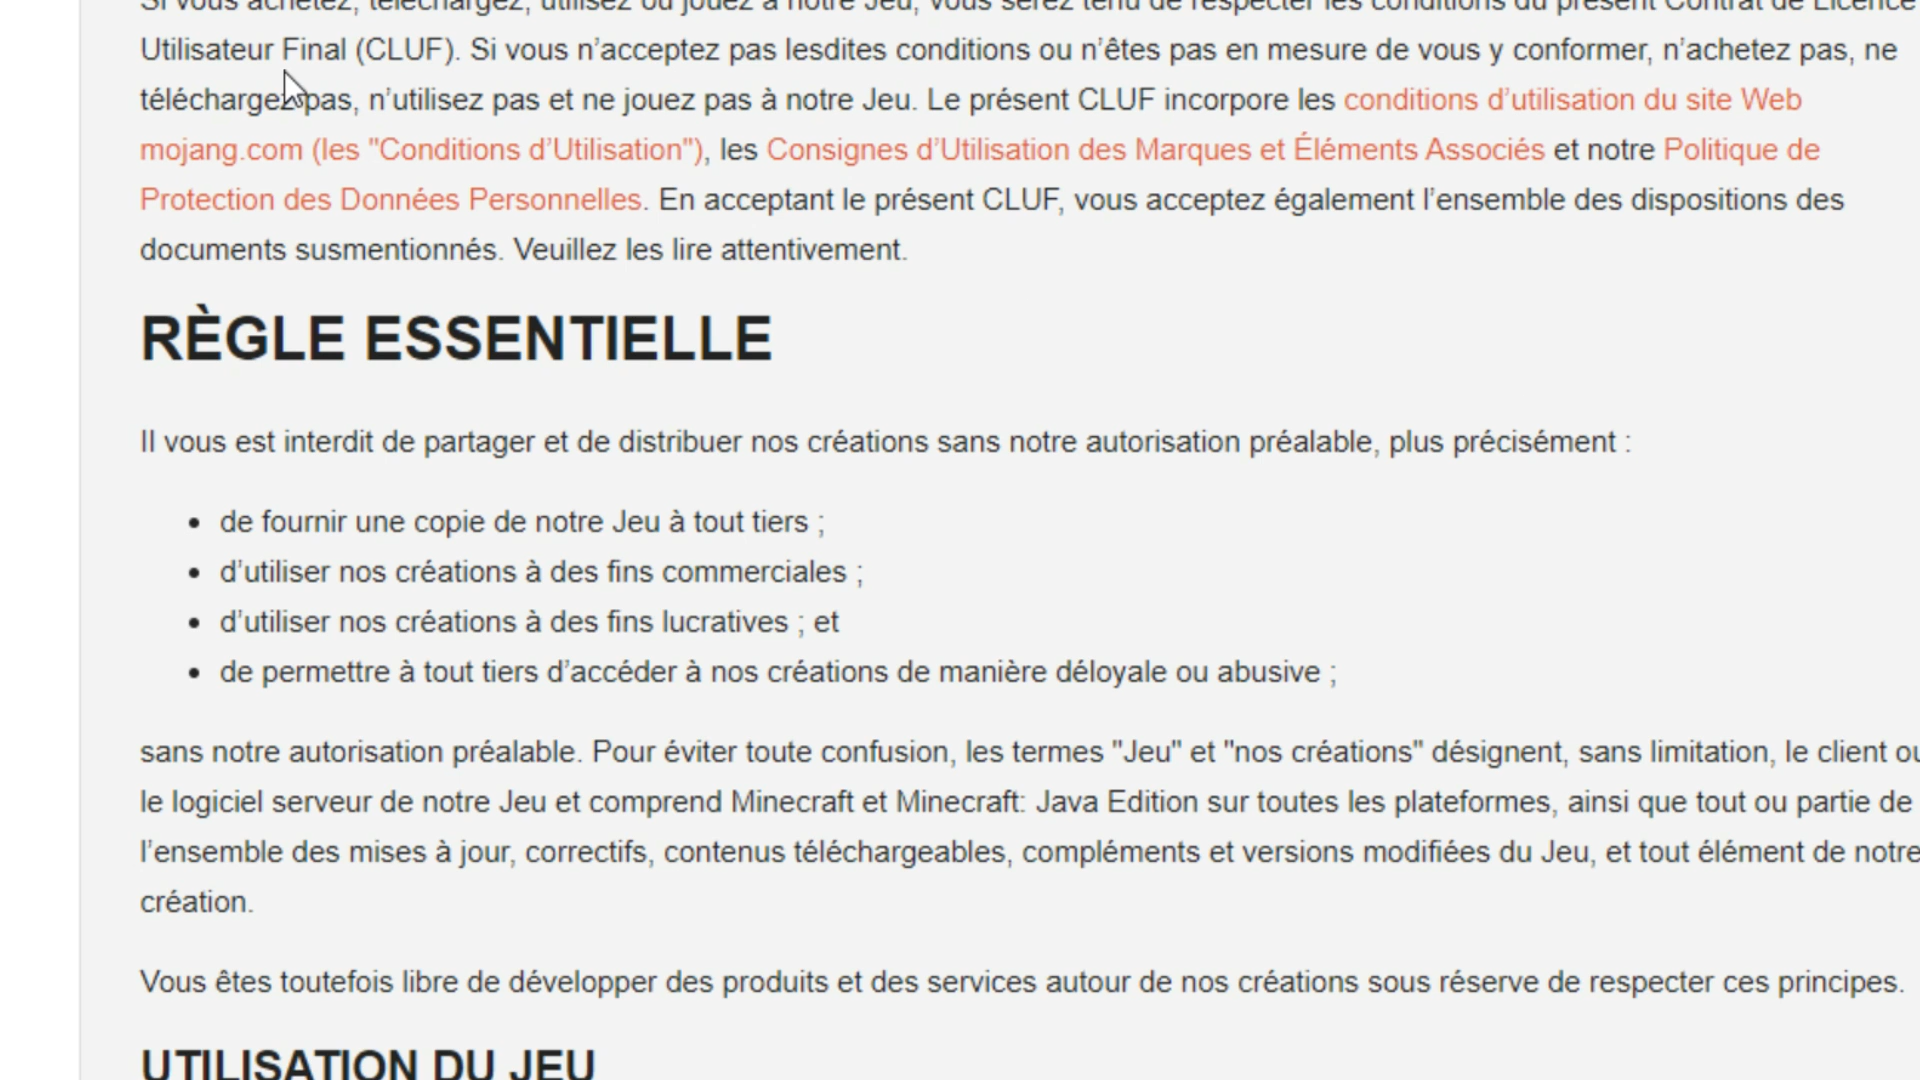 Si vous achetez, téléchargez, utilisez ou jouez à notre Jeu, vous serez tenu de respecter les conditions du présent Contrat de Licence
Utilisateur Final (CLUF). Si vous n’acceptez pas lesdites conditions ou n’êtes pas en mesure de vous y conformer, n’achetez pas, ne
téléchargez pas, n’utilisez pas et ne jouez pas à notre Jeu. Le présent CLUF incorpore les conditions d’utilisation du site Web
mojang.com (les "Conditions d’Utilisation"), les Consignes d’Utilisation des Marques et Éléments Associés et notre Politique de
Protection des Données Personnelles. En acceptant le présent CLUF, vous acceptez également l’ensemble des dispositions des
documents susmentionnés. Veuillez les lire attentivement.
RÈGLE ESSENTIELLE
Il vous est interdit de partager et de distribuer nos créations sans notre autorisation préalable, plus précisément :
• de fournir une copie de notre Jeu à tout tiers ;
• d’utiliser nos créations à des fins commerciales ;
• d’utiliser nos créations à des fins lucratives ; et
• de permettre à tout tiers d’accéder à nos créations de manière déloyale ou abusive ;
sans notre autorisation préalable. Pour éviter toute confusion, les termes "Jeu" et "nos créations" désignent, sans limitation, le client ou
le logiciel serveur de notre Jeu et comprend Minecraft et Minecraft: Java Edition sur toutes les plateformes, ainsi que tout ou partie de
l’ensemble des mises à jour, correctifs, contenus téléchargeables, compléments et versions modifiées du Jeu, et tout élément de notre
création.
Vous êtes toutefois libre de développer des produits et des services autour de nos créations sous réserve de respecter ces principes.
UTILISATION DU JEU